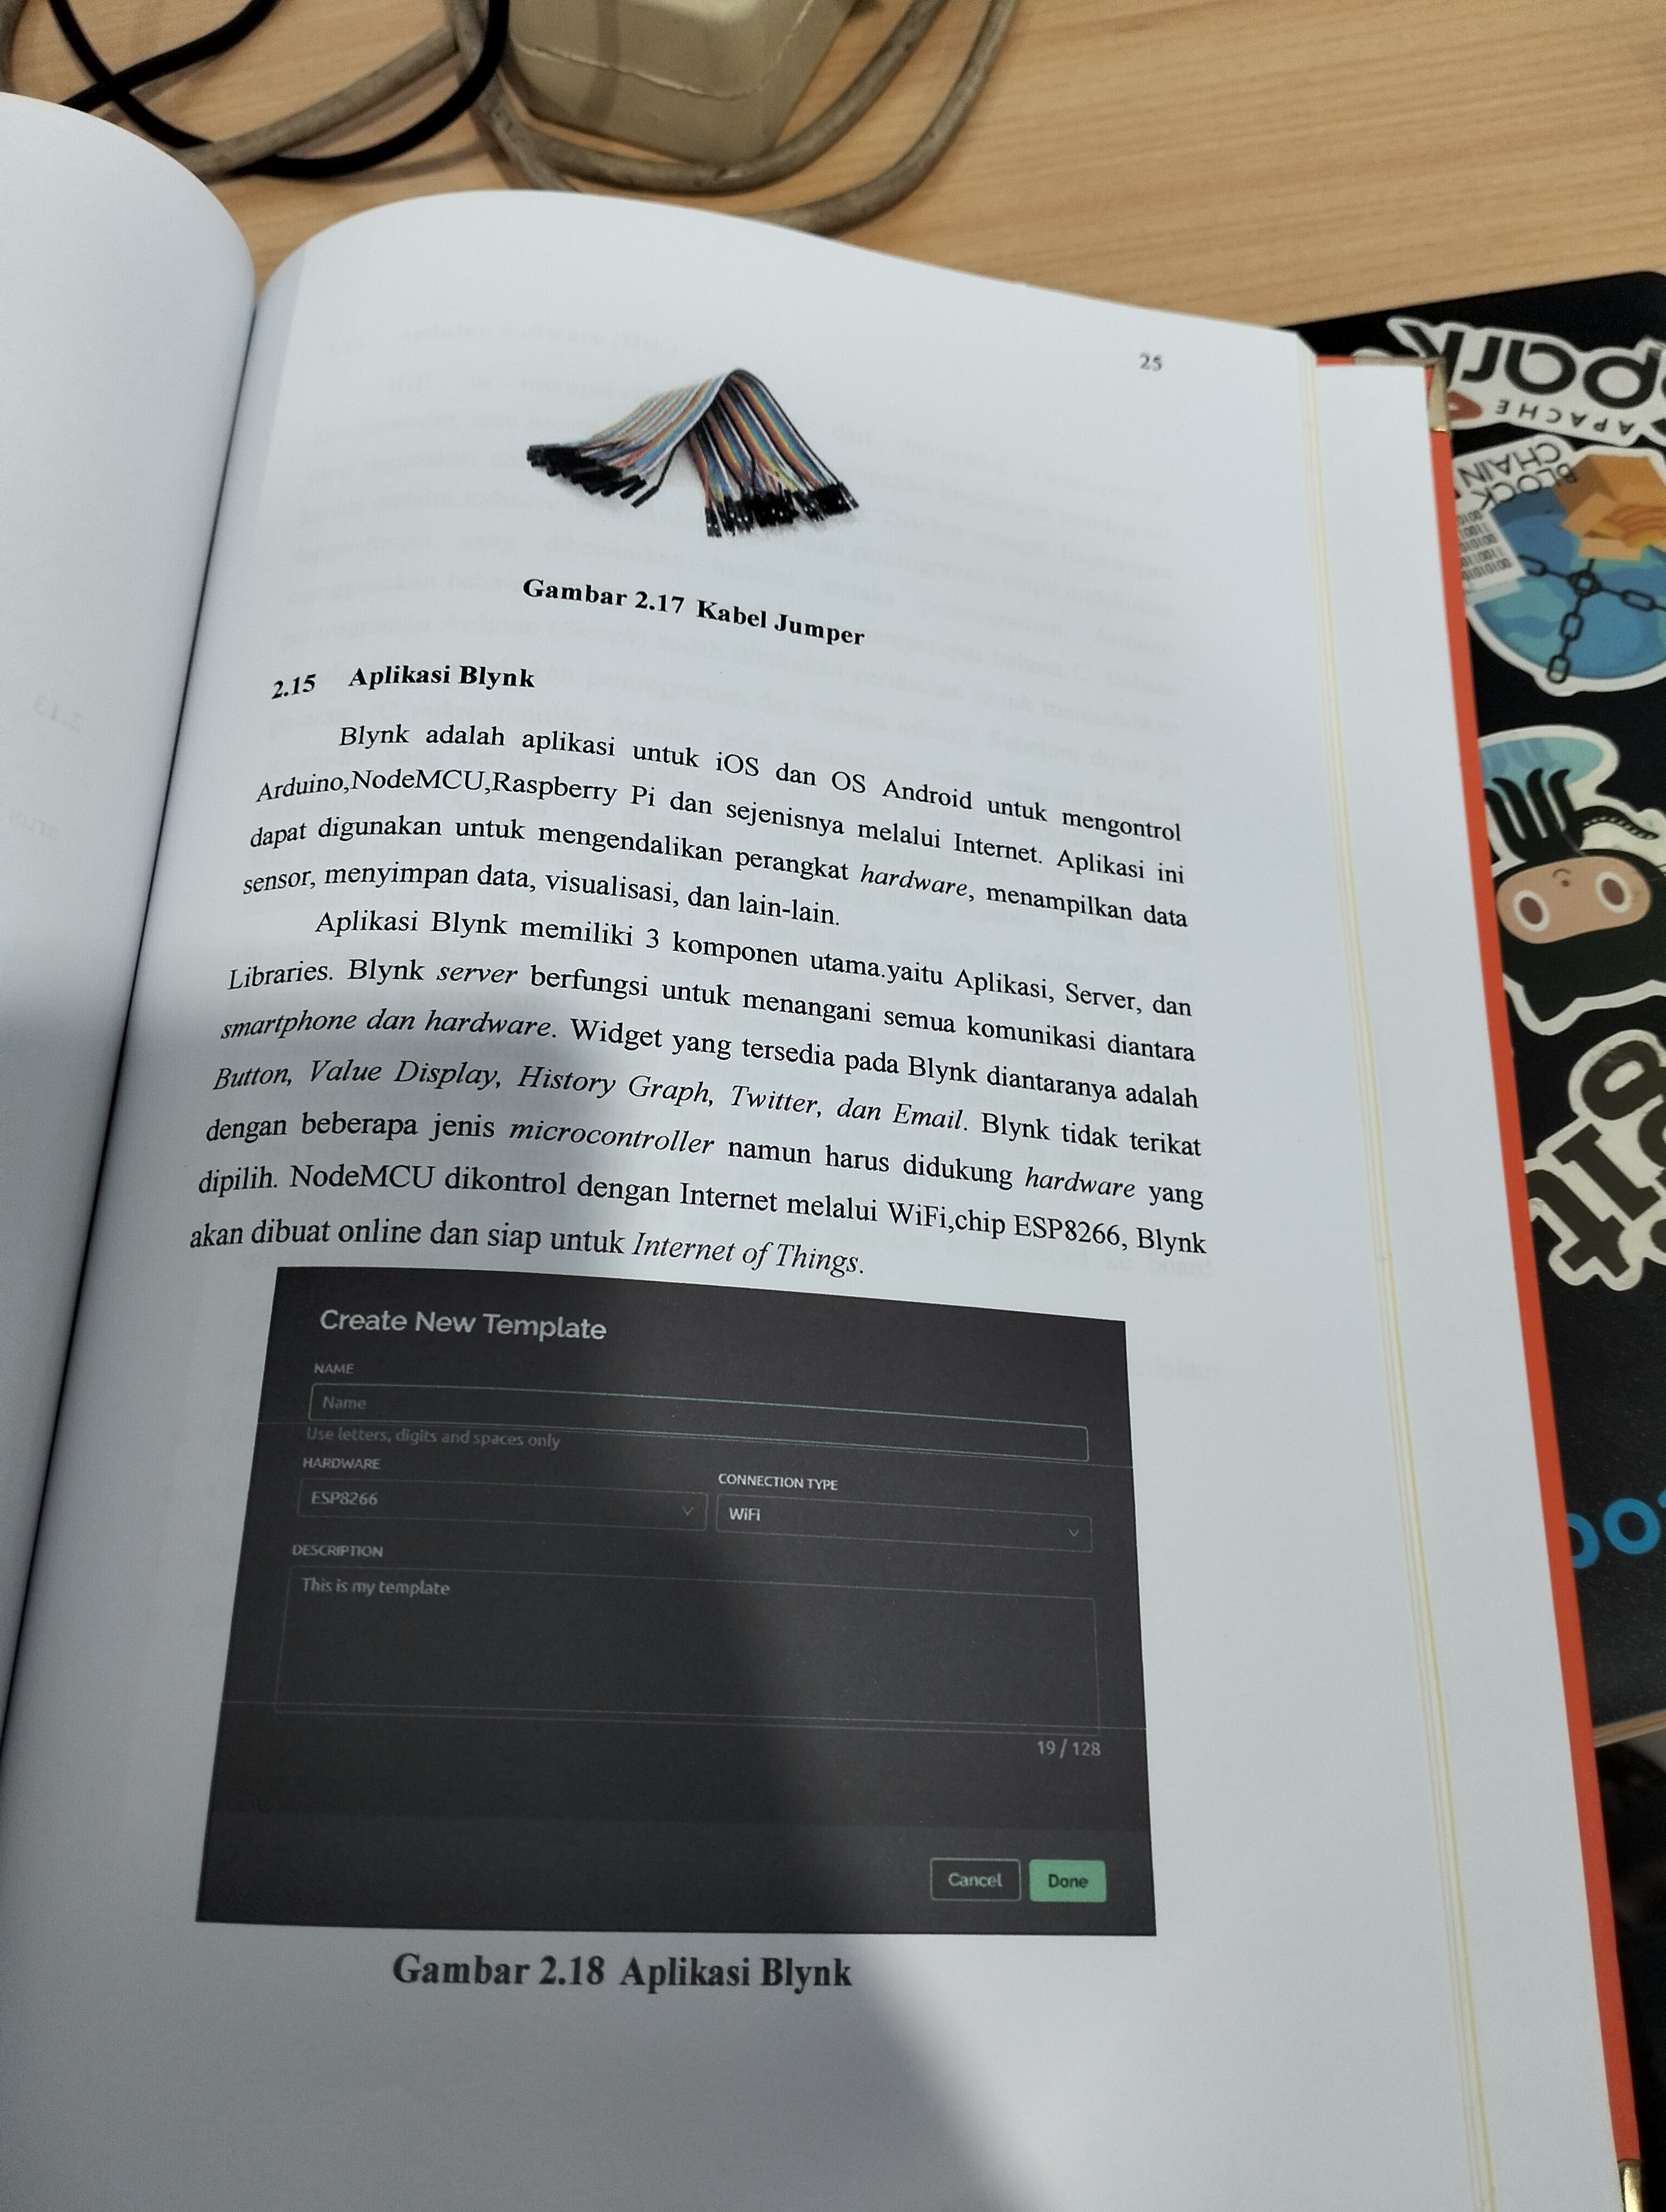 25
Gambar 2.17 Kabel Jumper
2.15 Aplikasi Blynk
Blynk adalah aplikasi untuk iOS dan OS Android untuk mengontrol
Arduino,NodeMCU,Raspberry Pi dan sejenisnya melalui Internet. Aplikasi ini
dapat digunakan untuk mengendalikan perangkat hardware, menampilkan data
sensor, menyimpan data, visualisasi, dan lain-lain.
Aplikasi Blynk memiliki 3 komponen utama.yaitu Aplikasi, Server, dan
Libraries. Blynk server berfungsi untuk menangani semua komunikasi diantara
smartphone dan hardware. Widget yang tersedia pada Blynk diantaranya adalah
Button, Value Display, History Graph, Twitter, dan Email. Blynk tidak terikat
dengan beberapa jenis microcontroller namun harus didukung hardware yang
dipilih. NodeMCU dikontrol dengan Internet melalui WiFi,chip ESP8266, Blynk
akan dibuat online dan siap untuk Internet of Things.
Create New Template
NAME
Name
Use letters, digits and spaces only
HARDWARE
CONNECTION TYPE
ESP8266
WiFi
DESCRIPTION
This is my template
19 / 128
Cancel Done
Gambar 2.18 Aplikasi Blynk
APACHE
BLOCK
CHAIN